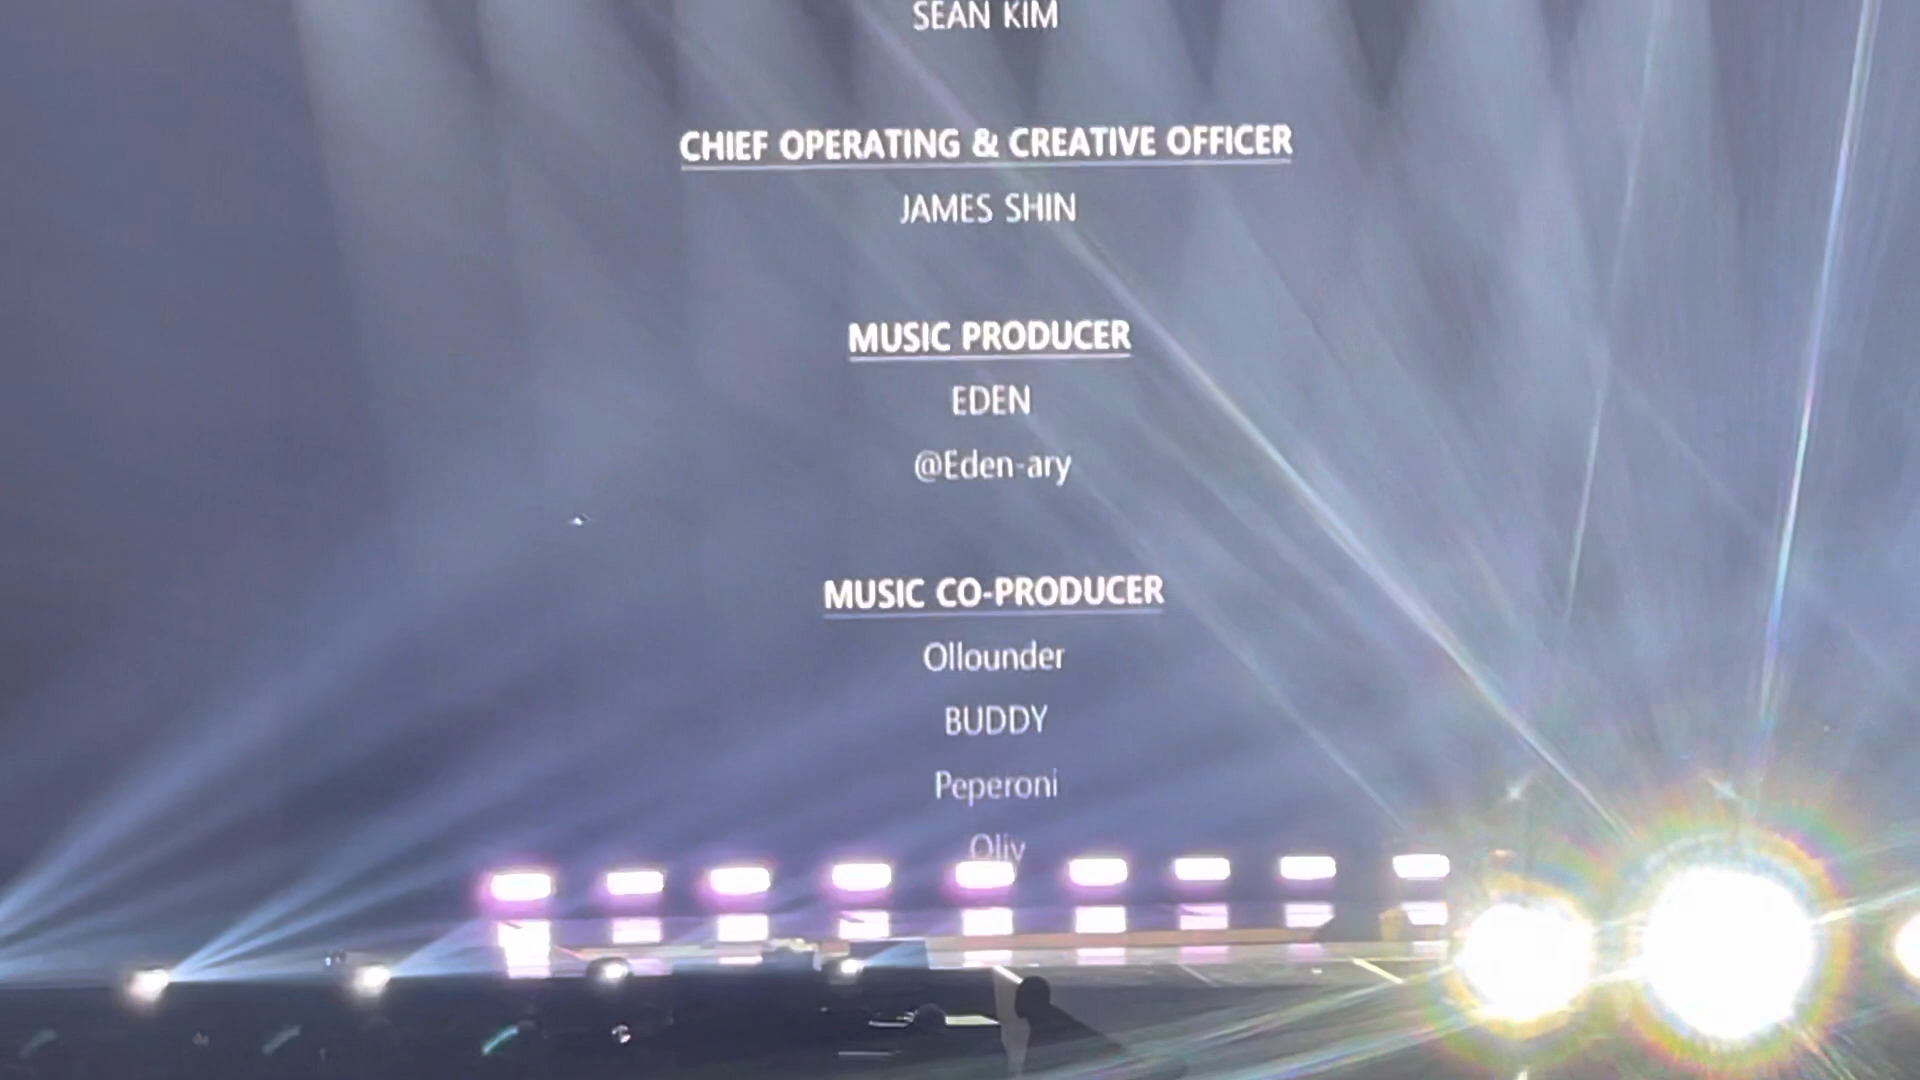 SEAN KIM
CHIEF OPERATING & CREATIVE OFFICER
JAMES SHIN
MUSIC PRODUCER
EDEN
@Eden-ary
MUSIC CO-PRODUCER
Ollounder
BUDDY
Peperoni
Oliv